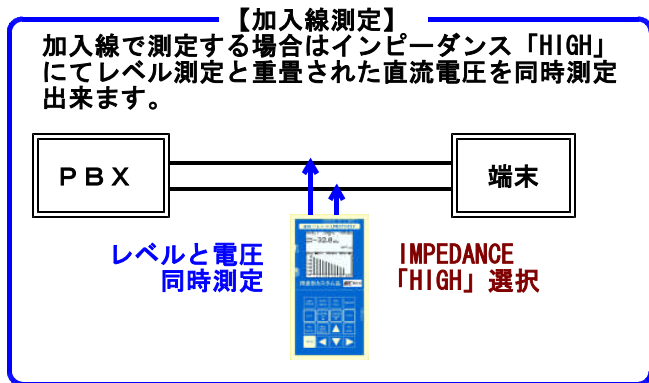 【加入線測定】
加入線で測定する場合はインピーダンス「HIGH」
にてレベル測定と重畳された直流電圧を同時測定
出来ます。
PBX
端末
レベルと電圧
同時測定
IMPEDANCE
「HIGH」選択